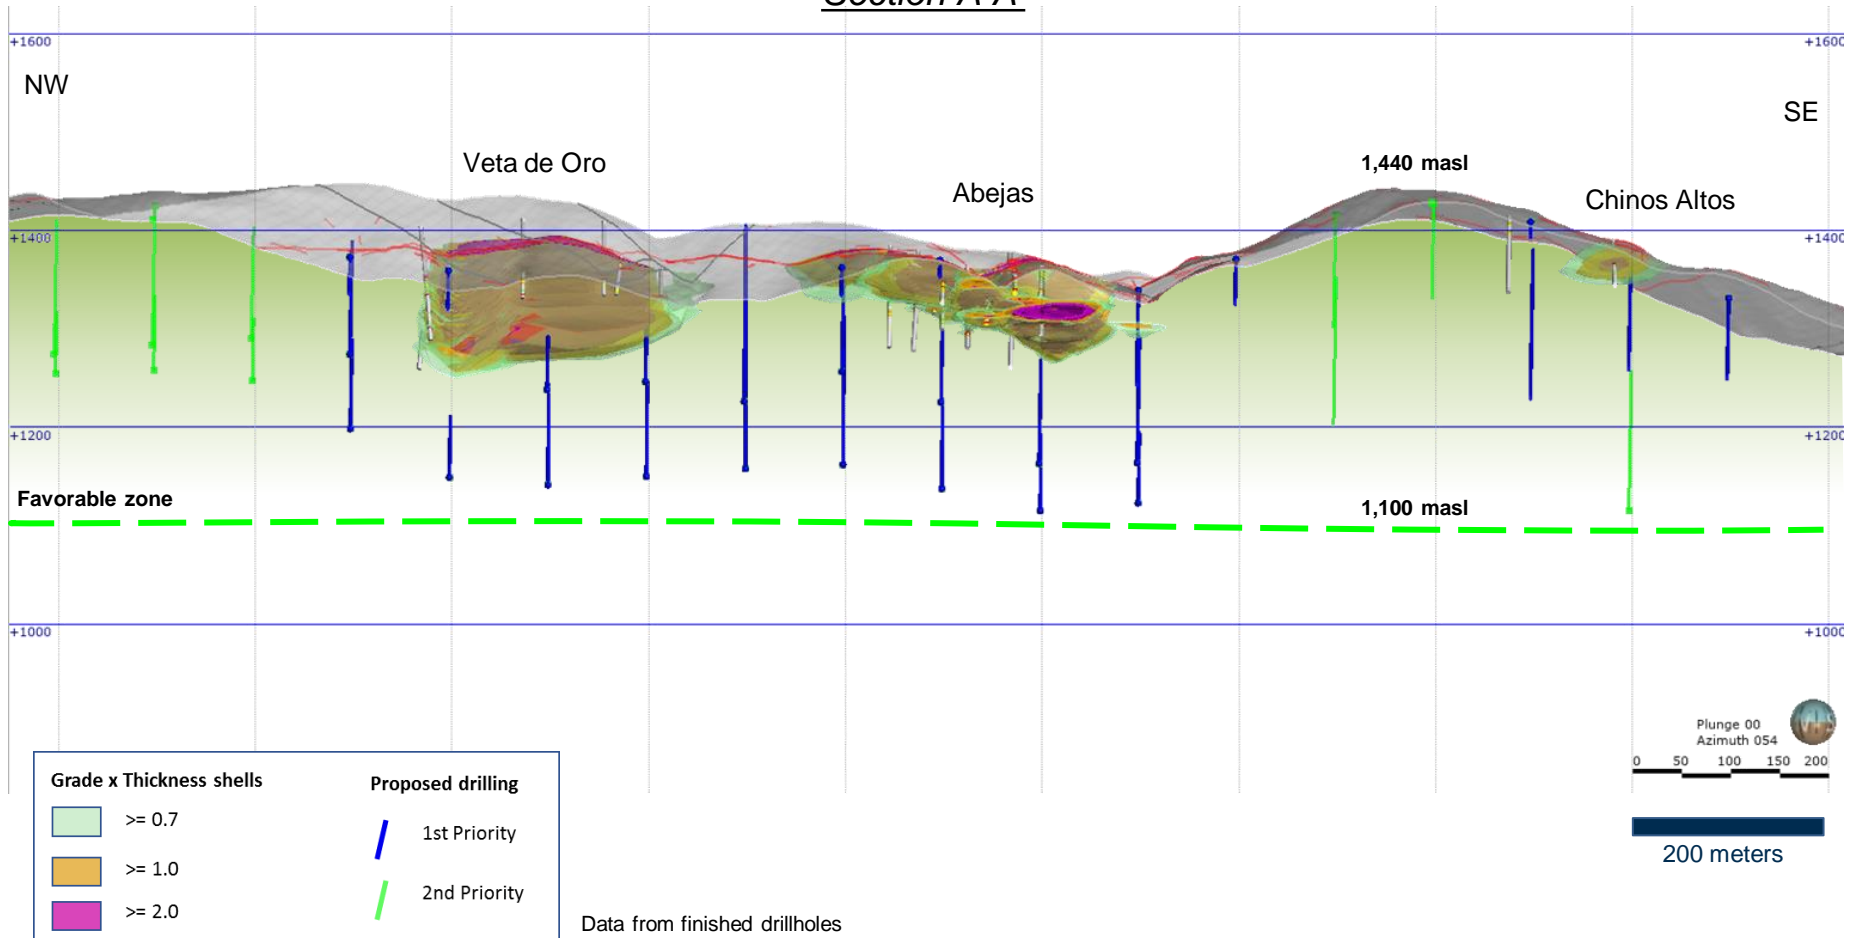 Section A-A'
+1600
+1600
NW
SE
Veta de Oro
1,440 masl
Abejas
Chinos Altos
+1400
+1400
+1200
+1200
Favorable zone
1,100 masl
+1000
+1000
Plunge 00
Azimuth 054
0 50 100 150 200
200 meters
Grade x Thickness shells
>= 0.7
>= 1.0
>= 2.0
Proposed drilling
1st Priority
2nd Priority
Data from finished drillholes